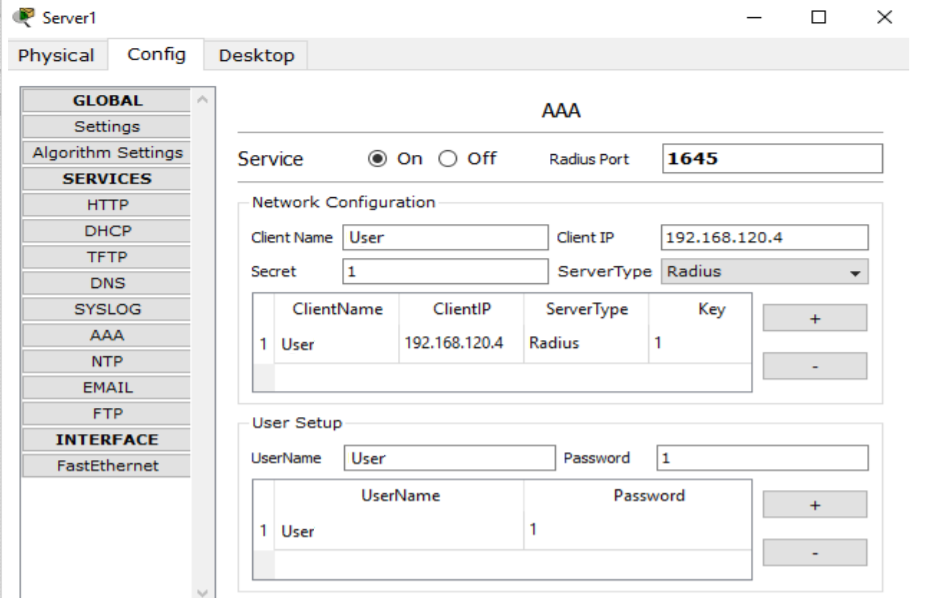 Server1
Physical Config Desktop
GLOBAL
Settings
Algorithm Settings
SERVICES
HTTP
DHCP
TFTP
DNS
SYSLOG
AAA
NTP
EMAIL
FTP
INTERFACE
FastEthernet
AAA
Service On Off Radius Port 1645
Network Configuration
Client Name User Client IP 192.168.120.4
Secret 1 ServerType Radius
ClientName ClientIP ServerType Key
1 User 192.168.120.4 Radius 1
+
-
User Setup
UserName User Password 1
UserName Password
1 User 1
+
-